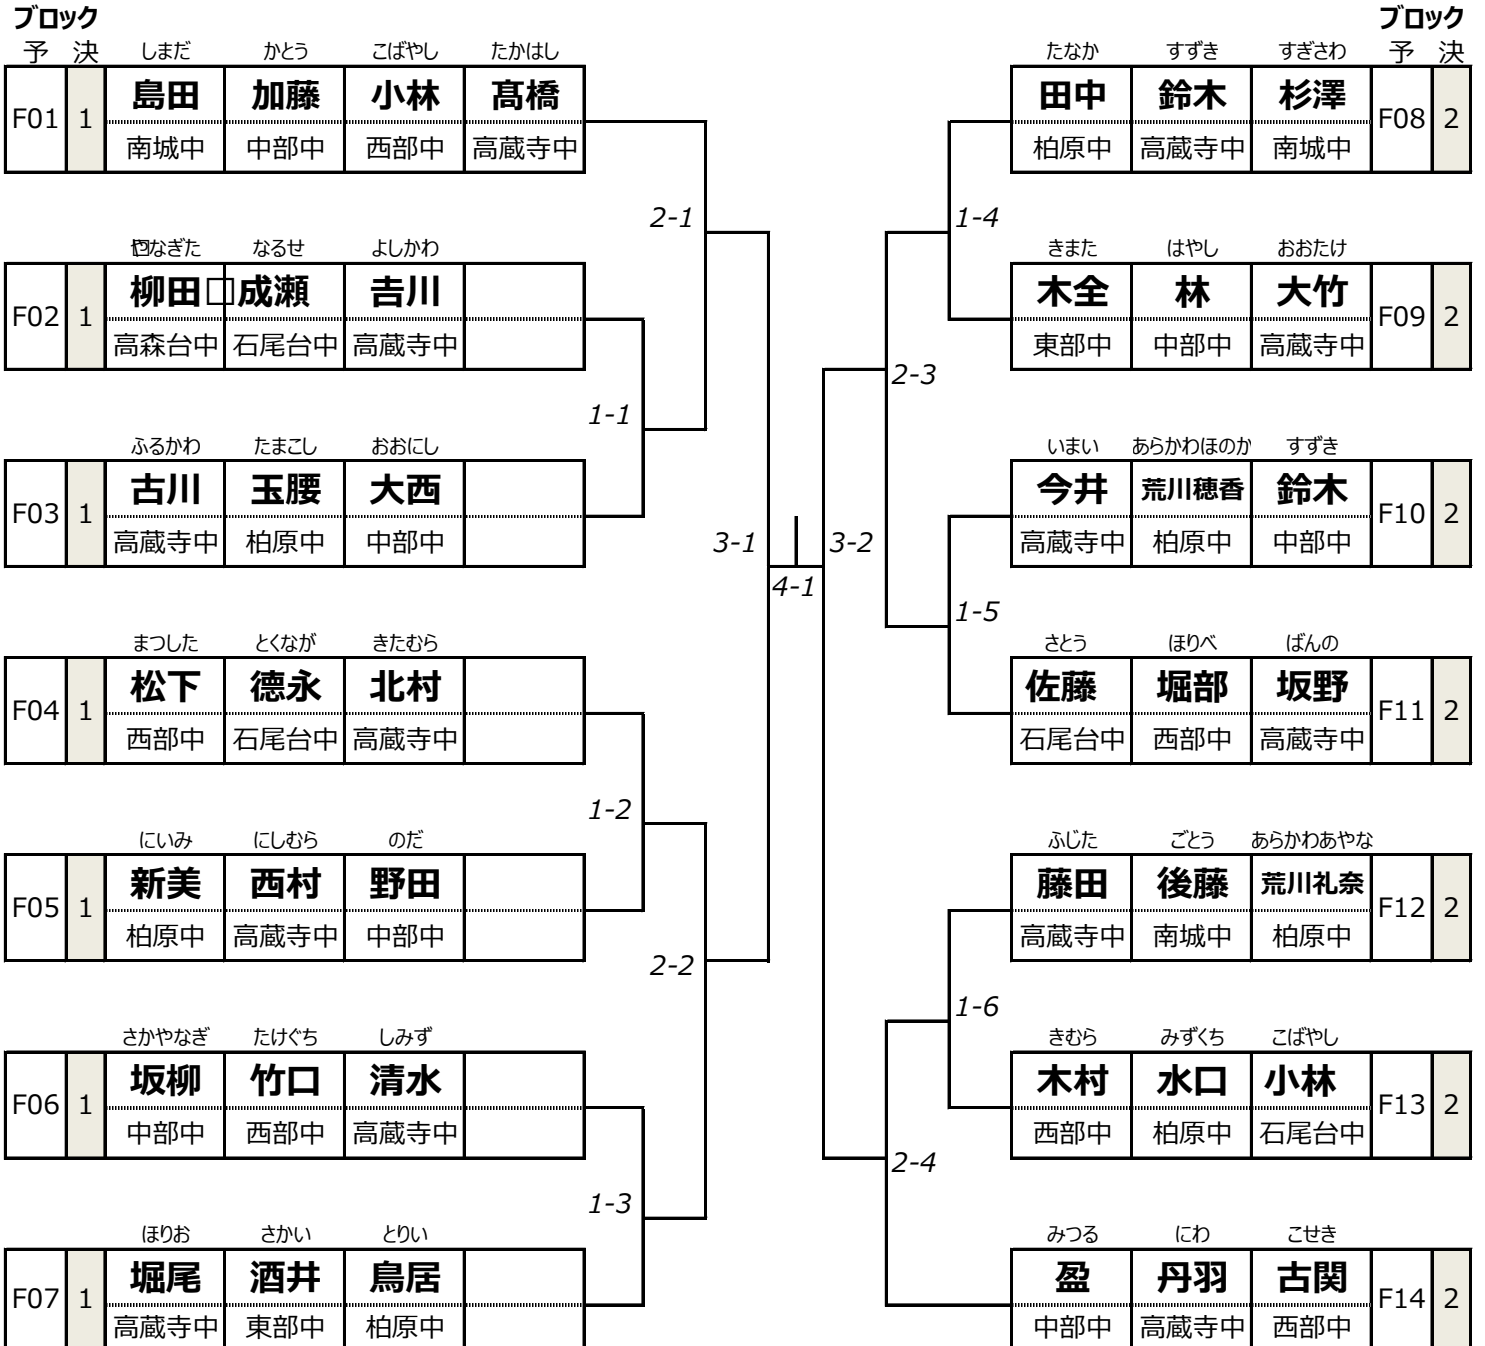 ブロック
予 決 しまだ かとう こばやし たかはし
F01 1 島田 加藤 小林 髙橋
南城中 中部中 西部中 高蔵寺中
2-1
やなぎた なるせ よしかわ
F02 1 柳田□ 成瀬 𠮷川
高森台中 石尾台中 高蔵寺中
1-1
ふるかわ たまこし おおにし
F03 1 古川 玉腰 大西
高蔵寺中 柏原中 中部中
3-1
まつした とくなが きたむら
F04 1 松下 德永 北村
西部中 石尾台中 高蔵寺中
1-2
にいみ にしむら のだ
F05 1 新美 西村 野田
柏原中 高蔵寺中 中部中
2-2
さかやなぎ たけぐち しみず
F06 1 坂柳 竹口 清水
中部中 西部中 高蔵寺中
1-3
ほりお さかい とりい
F07 1 堀尾 酒井 鳥居
高蔵寺中 東部中 柏原中
4-1
ブロック
たなか すずき すぎさわ 予 決
田中 鈴木 杉澤 F08 2
柏原中 高蔵寺中 南城中
1-4
きまた はやし おおたけ
木全 林 大竹 F09 2
東部中 中部中 高蔵寺中
2-3
いまい あらかわほのか すずき
今井 荒川穂香 鈴木 F10 2
高蔵寺中 柏原中 中部中
3-2
1-5
さとう ほりべ ばんの
佐藤 堀部 坂野 F11 2
石尾台中 西部中 高蔵寺中
ふじた ごとう あらかわあやな
藤田 後藤 荒川礼奈 F12 2
高蔵寺中 南城中 柏原中
1-6
きむら みずくち こばやし
木村 水口 小林 F13 2
西部中 柏原中 石尾台中
2-4
みつる にわ こせき
盈 丹羽 古関 F14 2
中部中 高蔵寺中 西部中